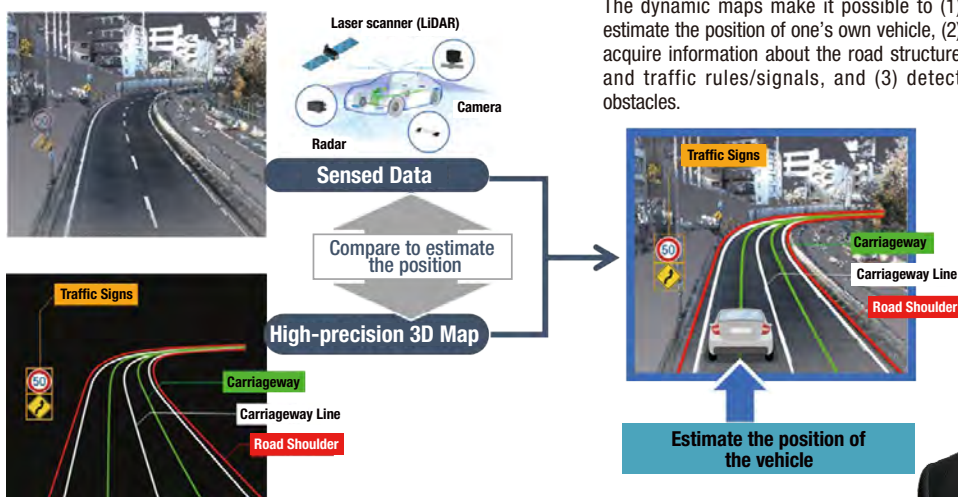 The dynamic maps make it possible to (1)
estimate the position of one's own vehicle, (2)
acquire information about the road structure
and traffic rules/signals, and (3) detect
obstacles.
Laser scanner (LiDAR)
Camera
Radar
Sensed Data
Compare to estimate
the position
High-precision 3D Map
Traffic Signs
50
Carriageway
Carriageway Line
Road Shoulder
Traffic Signs
50
Carriageway
Carriageway Line
Road Shoulder
Estimate the position of
the vehicle